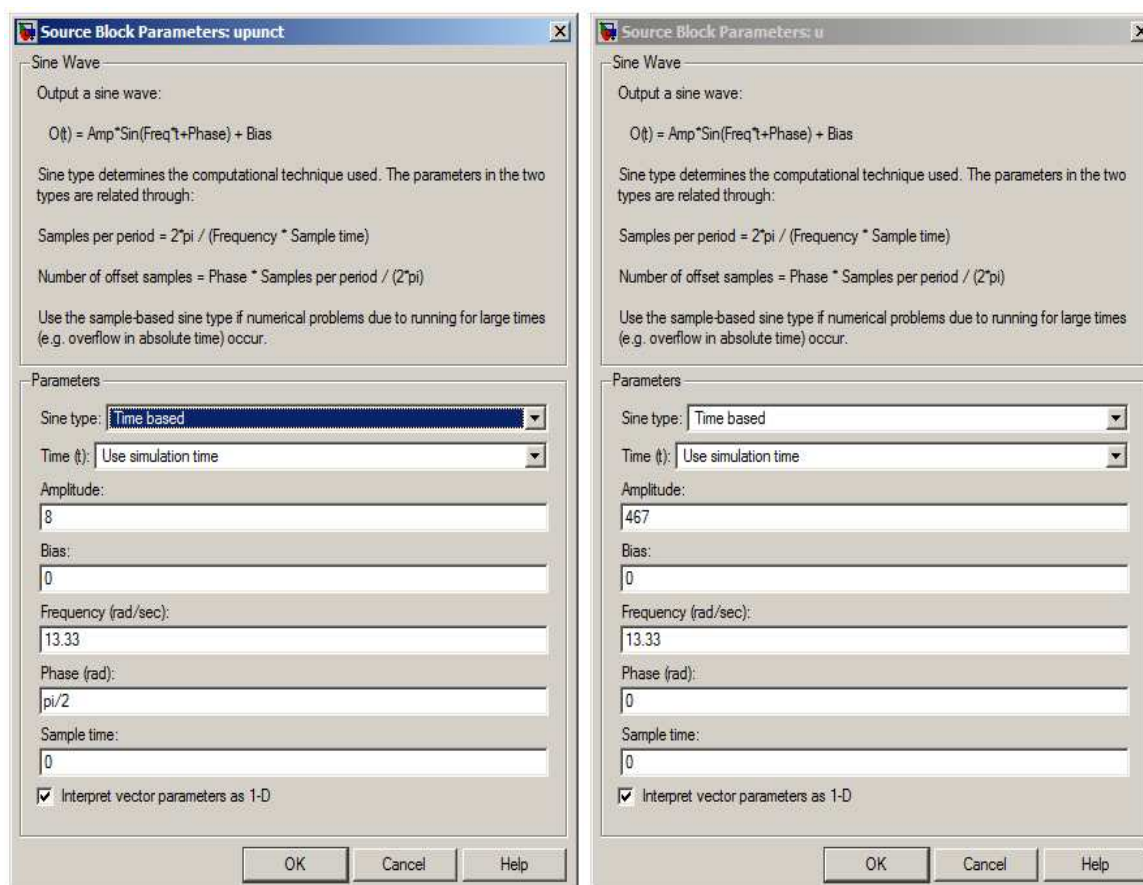 Source Block Parameters: upunct
Sine Wave
Output a sine wave:
O(t) = Amp*Sin(Freq*t+Phase) + Bias
Sine type determines the computational technique used. The parameters in the two
types are related through:
Samples per period = 2*pi / (Frequency * Sample time)
Number of offset samples = Phase * Samples per period / (2*pi)
Use the sample-based sine type if numerical problems due to running for large times
(e.g. overflow in absolute time) occur.
Parameters
Sine type: Time based
Time (t): Use simulation time
Amplitude:
8
Bias:
0
Frequency (rad/sec):
13.33
Phase (rad):
pi/2
Sample time:
0
Interpret vector parameters as 1-D
OK Cancel Help
Source Block Parameters: u
Sine Wave
Output a sine wave:
O(t) = Amp*Sin(Freq*t+Phase) + Bias
Sine type determines the computational technique used. The parameters in the two
types are related through:
Samples per period = 2*pi / (Frequency * Sample time)
Number of offset samples = Phase * Samples per period / (2*pi)
Use the sample-based sine type if numerical problems due to running for large times
(e.g. overflow in absolute time) occur.
Parameters
Sine type: Time based
Time (t): Use simulation time
Amplitude:
467
Bias:
0
Frequency (rad/sec):
13.33
Phase (rad):
0
Sample time:
0
Interpret vector parameters as 1-D
OK Cancel Help